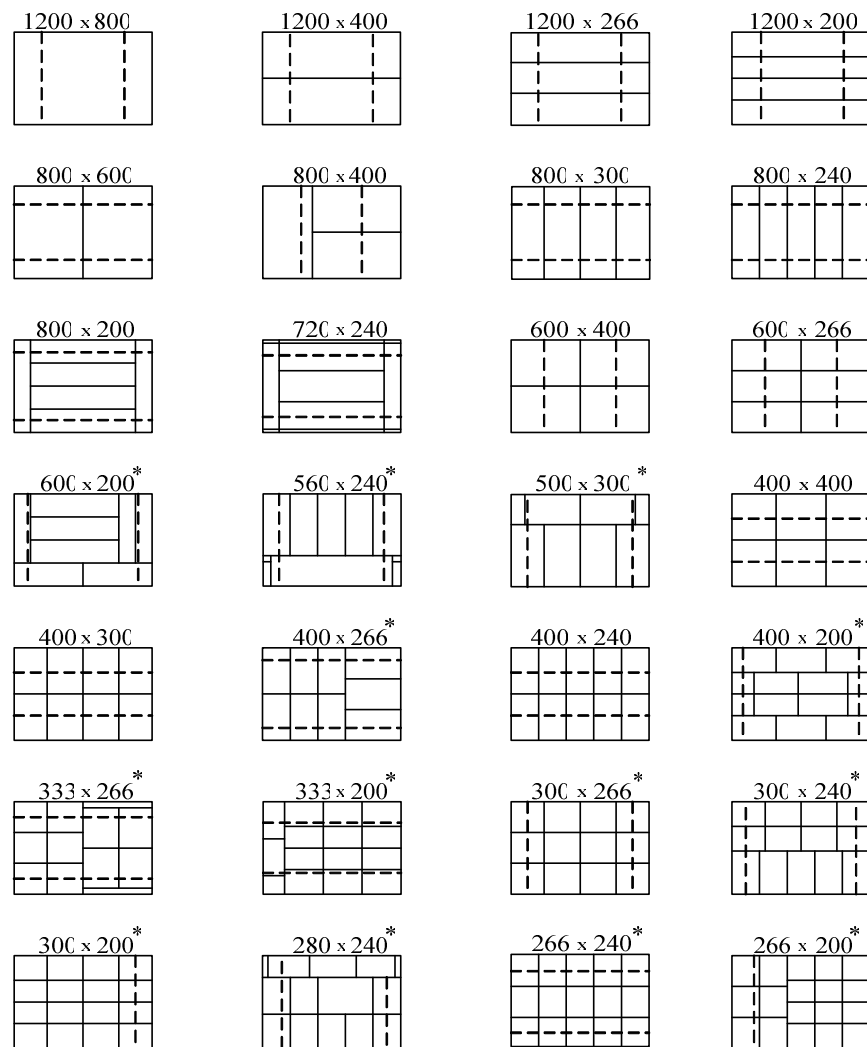 1200 x 800 1200 x 400 1200 x 266 1200 x 200
800 x 600 800 x 400 800 x 300 800 x 240
800 x 200 720 x 240 600 x 400 600 x 266
600 x 200* 560 x 240* 500 x 300* 400 x 400
400 x 300 400 x 266* 400 x 240 400 x 200*
333 x 266* 333 x 200* 300 x 266* 300 x 240*
300 x 200* 280 x 240* 266 x 240* 266 x 200*